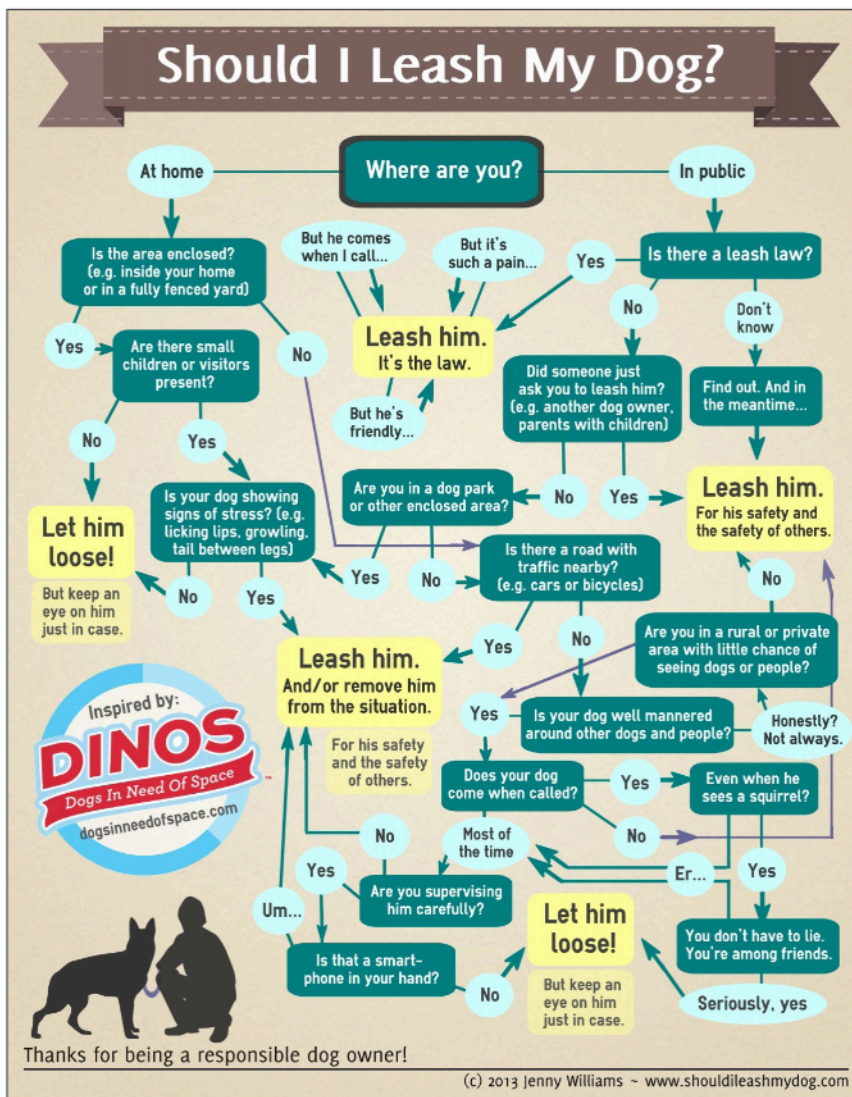 Should I Leash My Dog?
Where are you?
At home
In public
Is the area enclosed?
(e.g. inside your home
or in a fully fenced yard)
But he comes
when I call...
But it's
such a pain...
Yes
Is there a leash law?
Leash him.
It's the law.
But he's
friendly...
No
Don't
know
Yes
Are there small
children or visitors
present?
No
Did someone just
ask you to leash him?
(e.g. another dog owner,
parents with children)
Find out. And in
the meantime...
No
Yes
No
Yes
Leash him.
For his safety and
the safety of others.
Let him
loose!
But keep an
eye on him
just in case.
Is your dog showing
signs of stress? (e.g.
licking lips, growling,
tail between legs)
Are you in a dog park
or other enclosed area?
No
Yes
Yes
No
Is there a road with
traffic nearby?
(e.g. cars or bicycles)
No
Yes
No
Are you in a rural or private
area with little chance of
seeing dogs or people?
Leash him.
And/or remove him
from the situation.
For his safety
and the safety
of others.
Yes
Is your dog well mannered
around other dogs and people?
Honestly?
Not always.
Inspired by:
DINOS
Dogs In Need Of Space
™
dogsinneedofspace.com
Does your dog
come when called?
Yes
Even when he
sees a squirrel?
No
Most of
the time
No
Yes
Er...
Yes
Are you supervising
him carefully?
Um...
Is that a smart-
phone in your hand?
No
Let him
loose!
But keep an
eye on him
just in case.
You don't have to lie.
You're among friends.
Seriously, yes
Thanks for being a responsible dog owner!
(c) 2013 Jenny Williams ~ www.shouldileashmydog.com